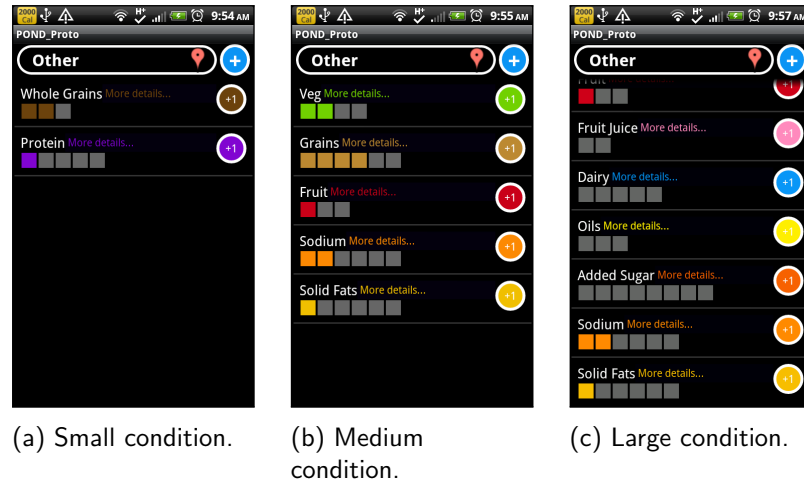 2000 Cal H+ 9:54 AM
POND_Proto
Other +
Whole Grains More details... +1
Protein More details... +1
(a) Small condition.
2000 Cal H+ 9:55 AM
POND_Proto
Other +
Veg More details... +1
Grains More details... +1
Fruit More details... +1
Sodium More details... +1
Solid Fats More details... +1
(b) Medium
condition.
2000 Cal H+ 9:57 AM
POND_Proto
Other +
Fruit +1
Fruit Juice More details... +1
Dairy More details... +1
Oils More details... +1
Added Sugar More details... +1
Sodium More details... +1
Solid Fats More details... +1
(c) Large condition.